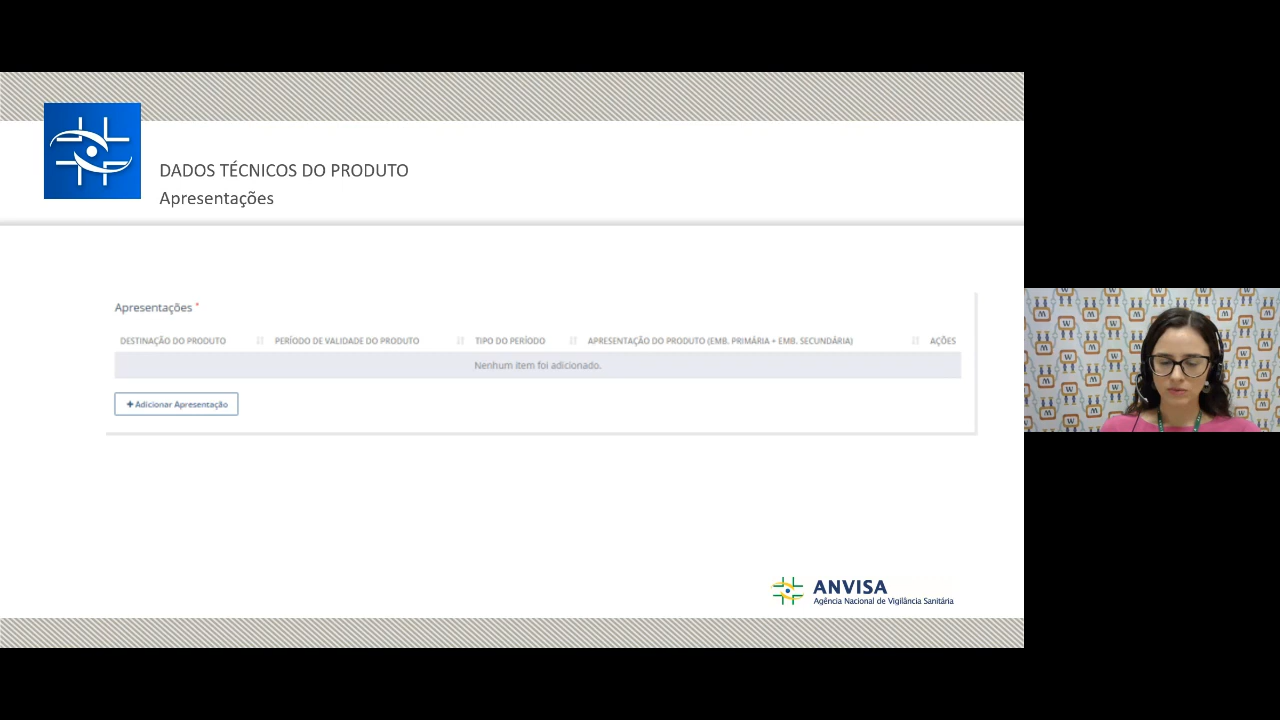 DADOS TÉCNICOS DO PRODUTO
Apresentações
Apresentações *
DESTINAÇÃO DO PRODUTO PERÍODO DE VALIDADE DO PRODUTO TIPO DO PERÍODO APRESENTAÇÃO DO PRODUTO (EMB. PRIMÁRIA + EMB. SECUNDÁRIA) AÇÕES
Nenhum item foi adicionado.
+ Adicionar Apresentação
ANVISA
Agência Nacional de Vigilância Sanitária